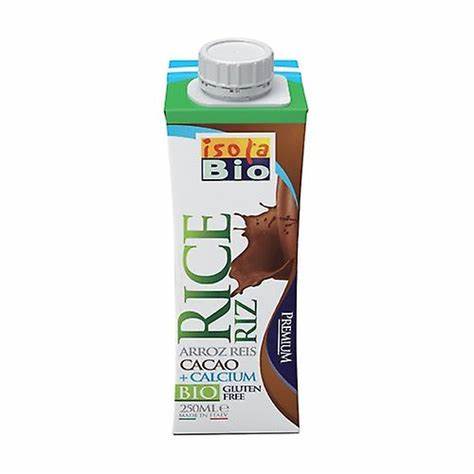 isola
Bio
RICE
RIZ
ARROZ REIS
CACAO
+ CALCIUM
BIO
GLUTEN
FREE
250ML℮
MADE IN ITALY
PREMIUM